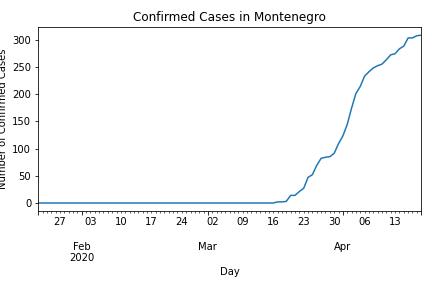 Confirmed Cases in Montenegro
Number of Confirmed Cases
300
250
200
150
100
50
0
27 03 10 17 24 02 09 16 23 30 06 13
Feb Mar Apr
2020
Day